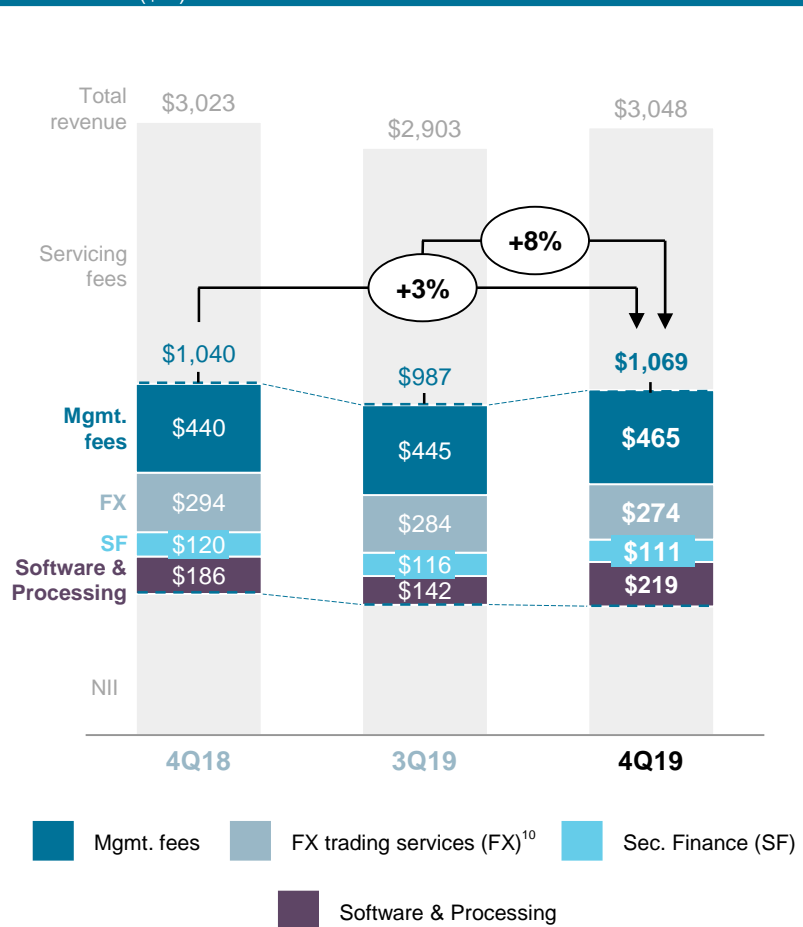 Total
revenue
$3,023
$2,903
$3,048
Servicing
fees
+8%
+3%
$1,040
$987
$1,069
Mgmt.
fees
$440
$445
$465
FX
$294
$284
$274
SF
$120
$116
$111
Software &
Processing
$186
$142
$219
NII
4Q18
3Q19
4Q19
Mgmt. fees
FX trading services (FX)10
Sec. Finance (SF)
Software & Processing